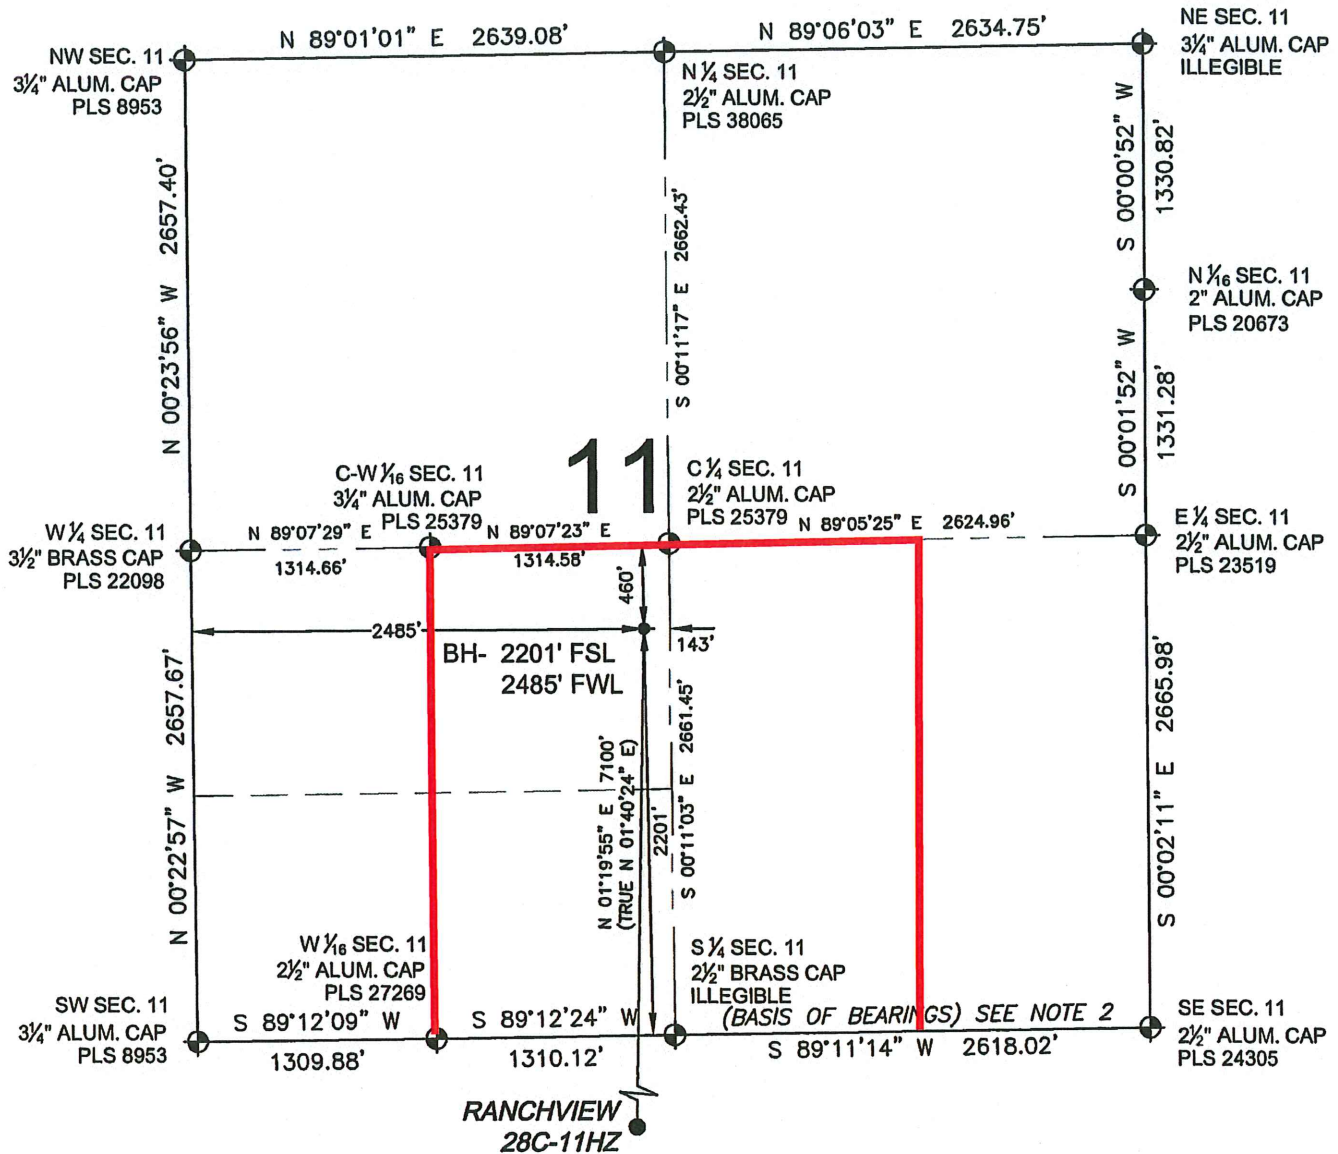 N 89°01'01" E 2639.08'
N 89°06'03" E 2634.75'
NW SEC. 11
3¼" ALUM. CAP
PLS 8953
N ¼ SEC. 11
2½" ALUM. CAP
PLS 38065
NE SEC. 11
3¼" ALUM. CAP
ILLEGIBLE
N 00°23'56" W 2657.40'
S 00°11'17" E 2662.43'
S 00°00'52" W
1330.82'
N 1/16 SEC. 11
2" ALUM. CAP
PLS 20673
S 00°01'52" W
1331.28'
11
C-W 1/16 SEC. 11
3¼" ALUM. CAP
PLS 25379
C ¼ SEC. 11
2½" ALUM. CAP
PLS 25379
W ¼ SEC. 11
3½" BRASS CAP
PLS 22098
N 89°07'29" E
1314.66'
N 89°07'23" E
1314.58'
N 89°05'25" E 2624.96'
E ¼ SEC. 11
2½" ALUM. CAP
PLS 23519
460'
2485'
143'
BH- 2201' FSL
2485' FWL
N 00°22'57" W 2657.67'
N 01°19'55" E 7100'
(TRUE N 01°40'24" E)
2201'
S 00°11'03" E 2661.45'
S 00°02'11" E 2665.98'
W 1/16 SEC. 11
2½" ALUM. CAP
PLS 27269
S ¼ SEC. 11
2½" BRASS CAP
ILLEGIBLE
SW SEC. 11
3¼" ALUM. CAP
PLS 8953
S 89°12'09" W
1309.88'
S 89°12'24" W
1310.12'
(BASIS OF BEARINGS) SEE NOTE 2
S 89°11'14" W 2618.02'
SE SEC. 11
2½" ALUM. CAP
PLS 24305
RANCHVIEW
28C-11HZ